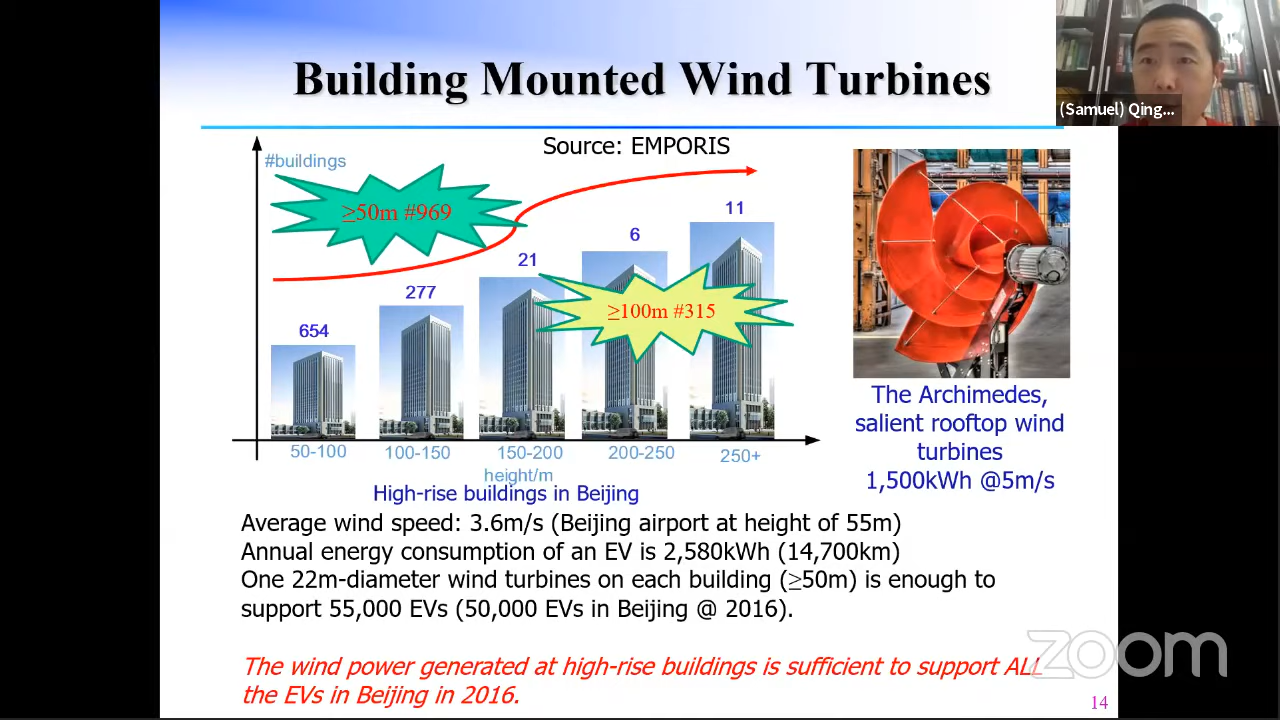 Building Mounted Wind Turbines
(Samuel) Qing...
Source: EMPORIS
#buildings
≥50m #969
11
6
21
277
≥100m #315
654
50-100
100-150
150-200
200-250
250+
height/m
High-rise buildings in Beijing
The Archimedes,
salient rooftop wind
turbines
1,500kWh @5m/s
Average wind speed: 3.6m/s (Beijing airport at height of 55m)
Annual energy consumption of an EV is 2,580kWh (14,700km)
One 22m-diameter wind turbines on each building (≥50m) is enough to
support 55,000 EVs (50,000 EVs in Beijing @ 2016).
The wind power generated at high-rise buildings is sufficient to support ALL
the EVs in Beijing in 2016.
zoom
14